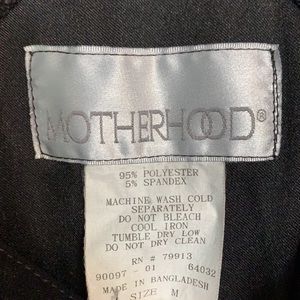 MOTHERHOOD®
95% POLYESTER
5% SPANDEX
MACHINE WASH COLD
SEPARATELY
DO NOT BLEACH
COOL IRON
TUMBLE DRY LOW
DO NOT DRY CLEAN
RN # 79913
90097 - 01 64032
MADE IN BANGLADESH
SIZE M